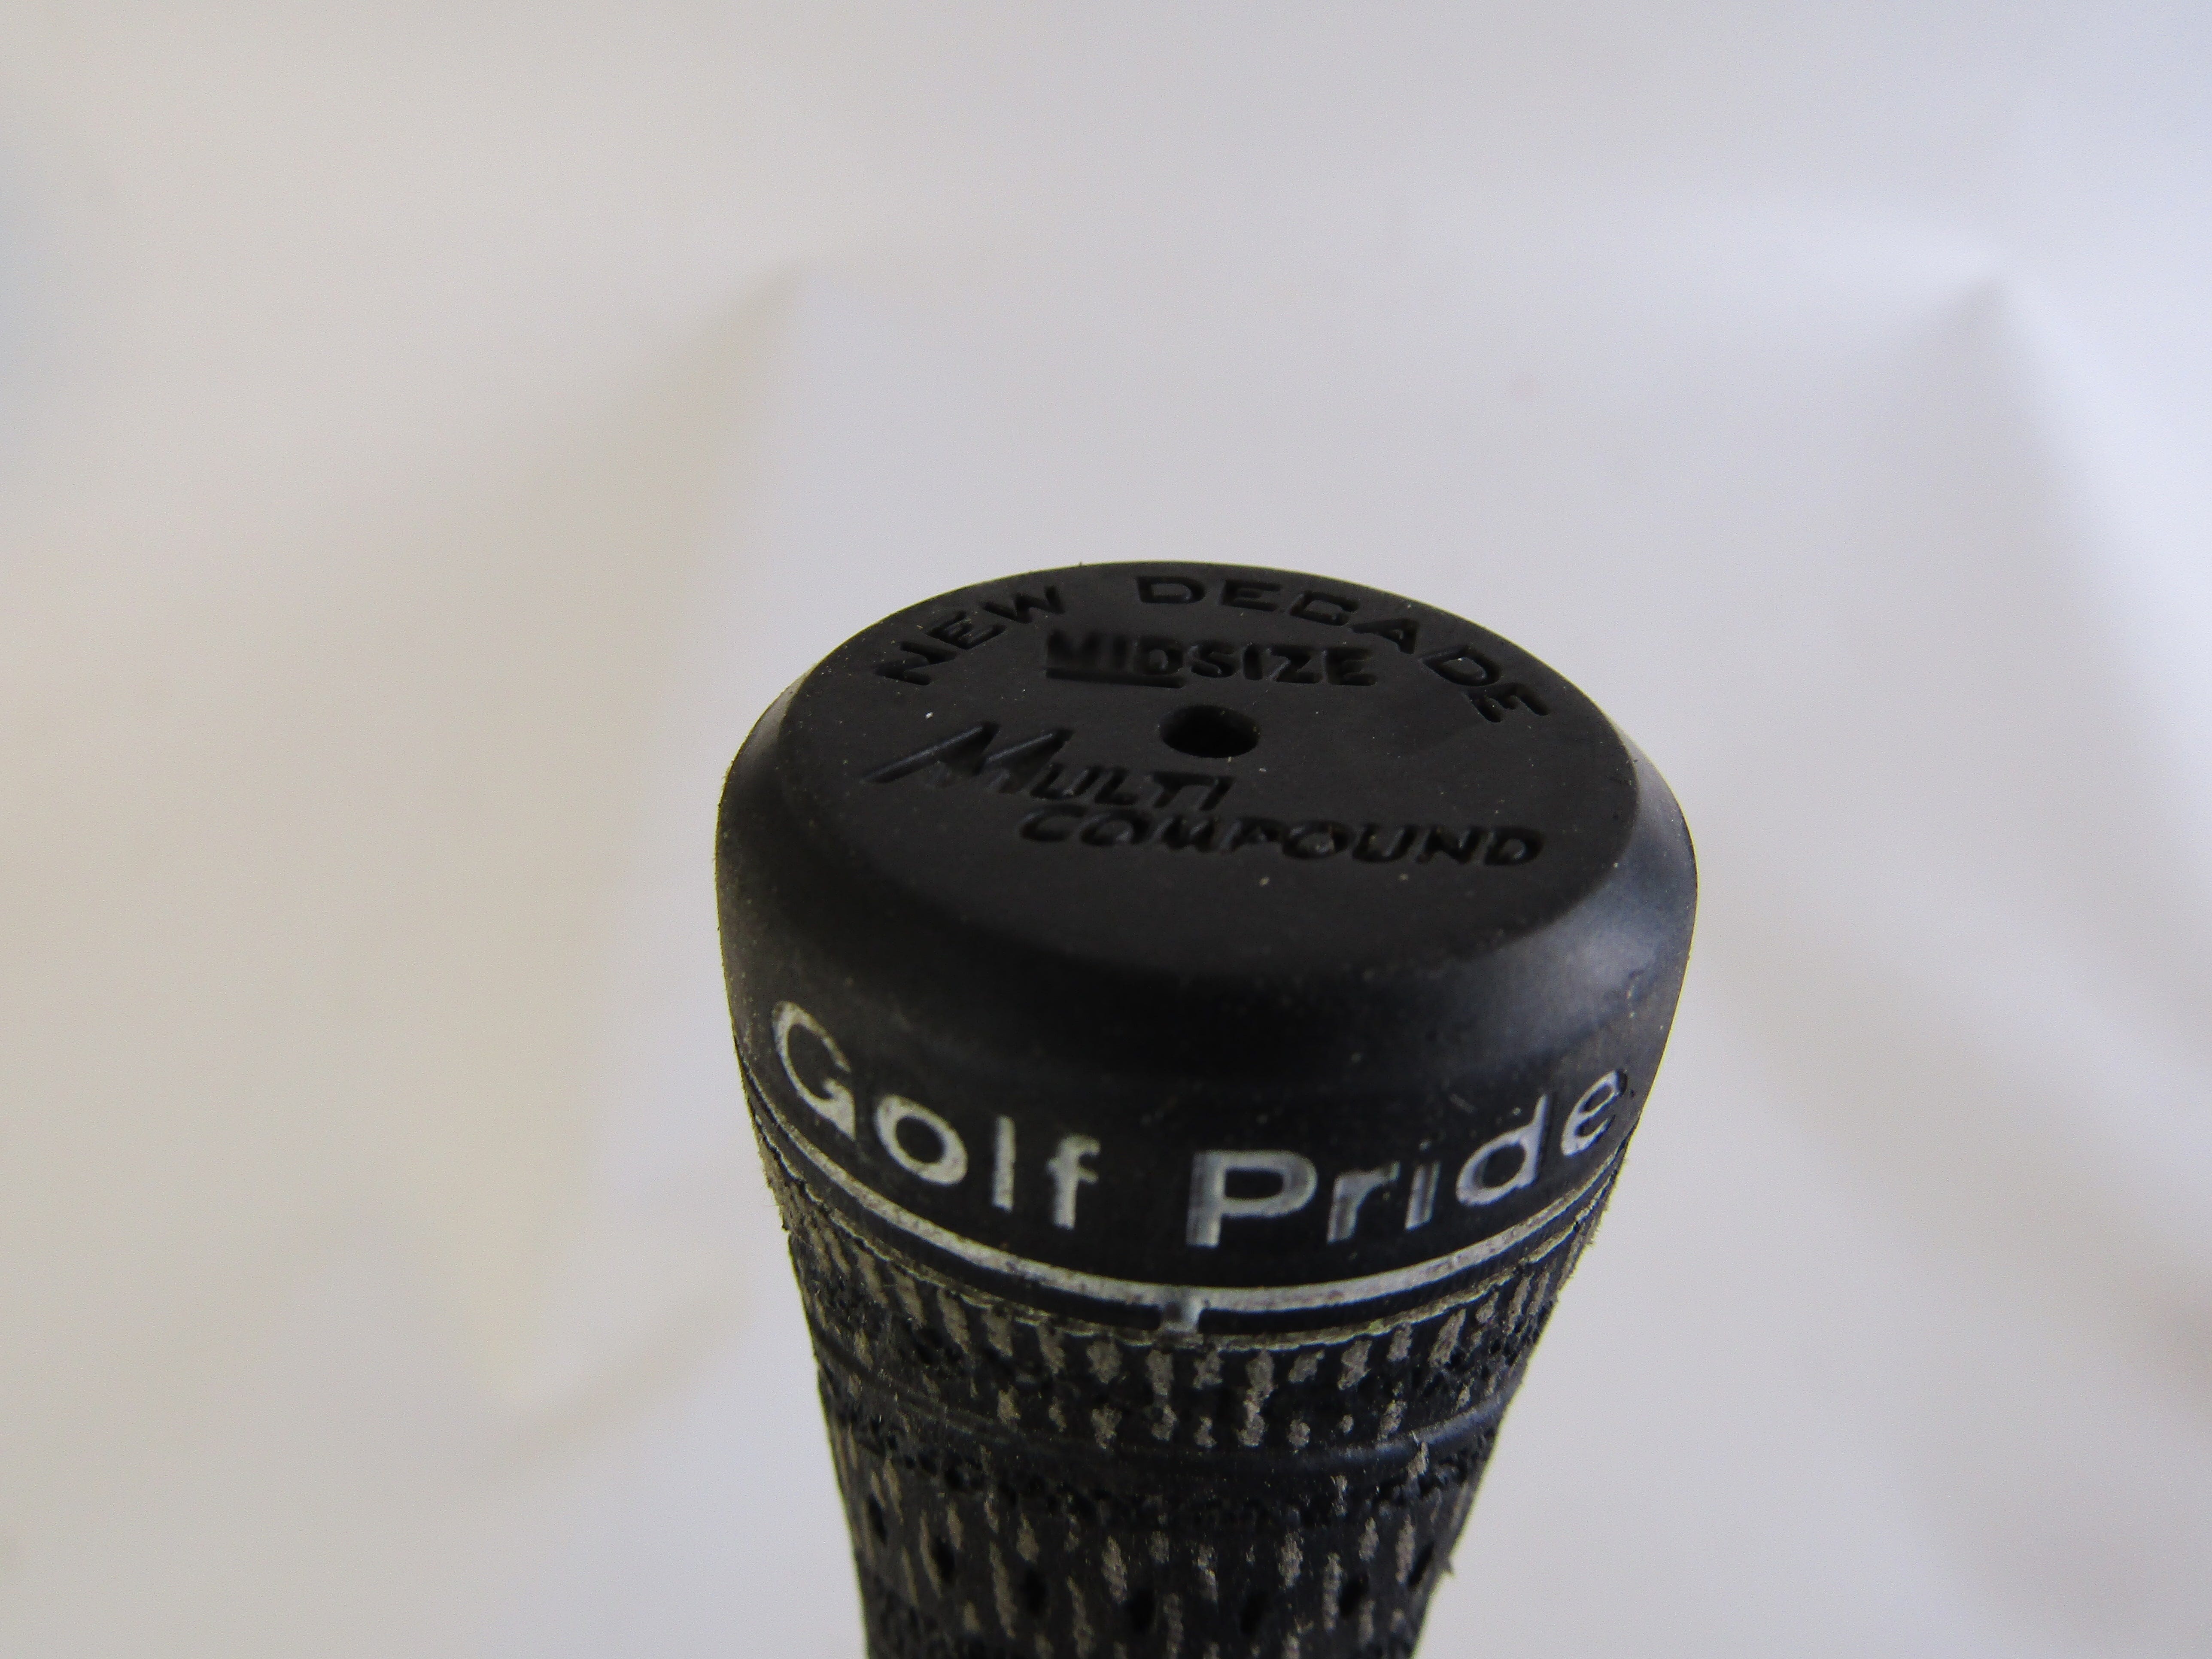 NEW DECADE
MIDSIZE
MULTI
COMPOUND
Golf Pride